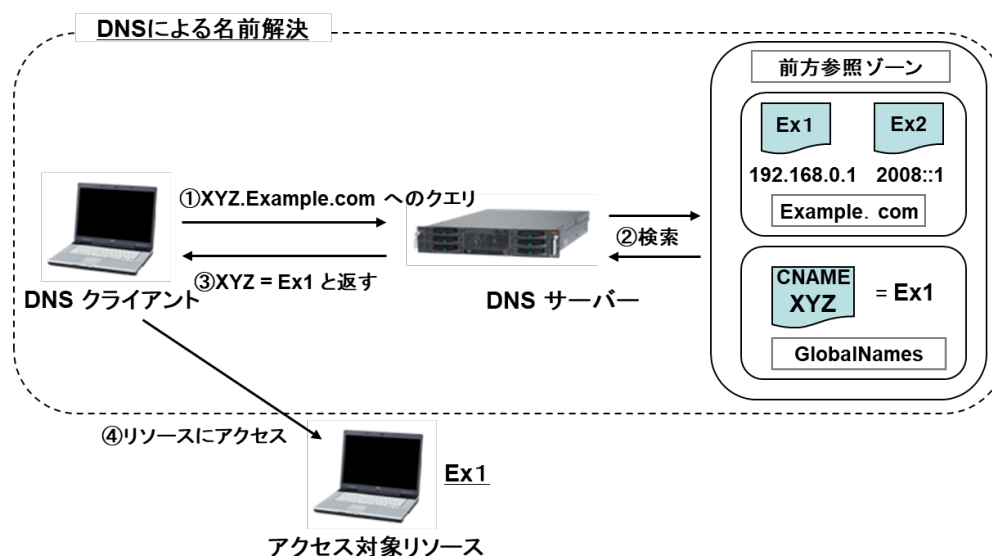 DNSによる名前解決
前方参照ゾーン
Ex1
Ex2
192.168.0.1
2008::1
Example. com
①XYZ.Example.com へのクエリ
②検索
③XYZ = Ex1 と返す
DNS クライアント
DNS サーバー
CNAME
XYZ
= Ex1
GlobalNames
④リソースにアクセス
Ex1
アクセス対象リソース